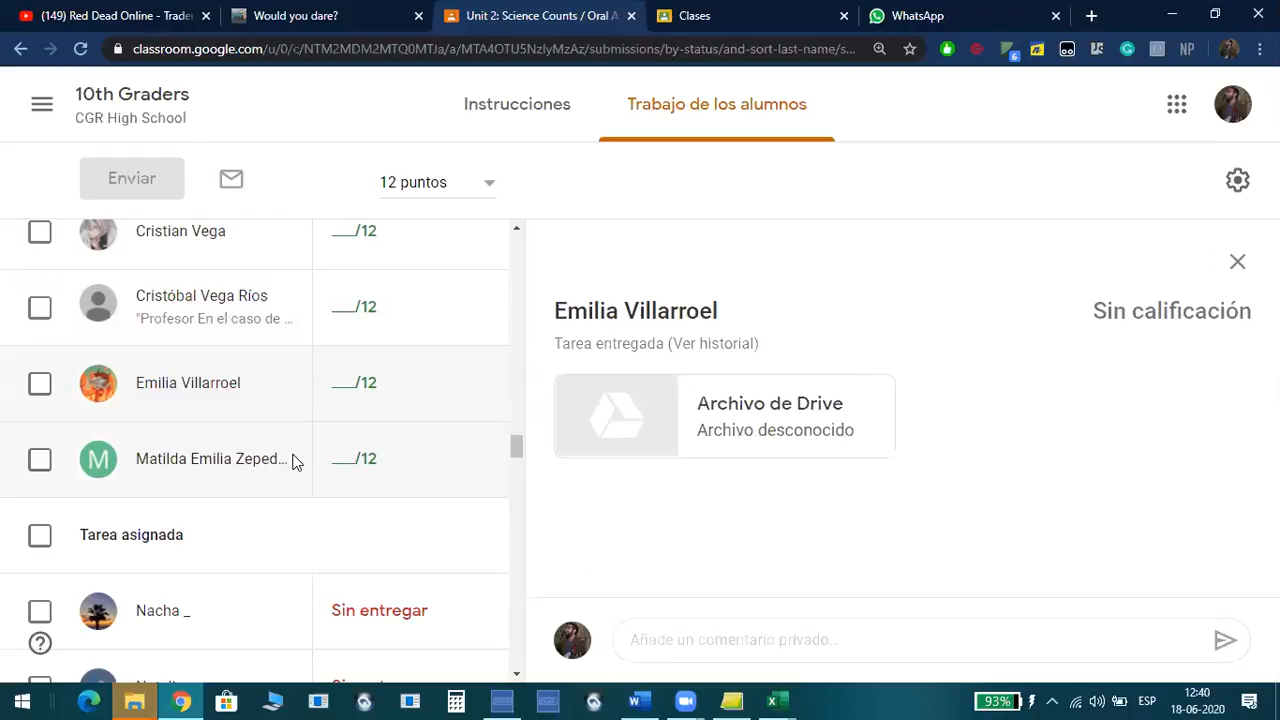 (149) Red Dead Online - Trade
Would you dare?
Unit 2: Science Counts / Oral A
Clases
WhatsApp
classroom.google.com/u/0/c/NTM2MDM2MTQ0MTJa/a/MTA4OTU5NzIyMzAz/submissions/by-status/and-sort-last-name/s...
6
NP
10th Graders
CGR High School
Instrucciones
Trabajo de los alumnos
Enviar
12 puntos
Cristian Vega
___/12
Cristóbal Vega Ríos
"Profesor En el caso de ...
___/12
Emilia Villarroel
___/12
M
Matilda Emilia Zeped...
___/12
Tarea asignada
Nacha _
Sin entregar
Emilia Villarroel
Sin calificación
Tarea entregada (Ver historial)
Archivo de Drive
Archivo desconocido
Añade un comentario privado...
93%
ESP
12:40
18-06-2020